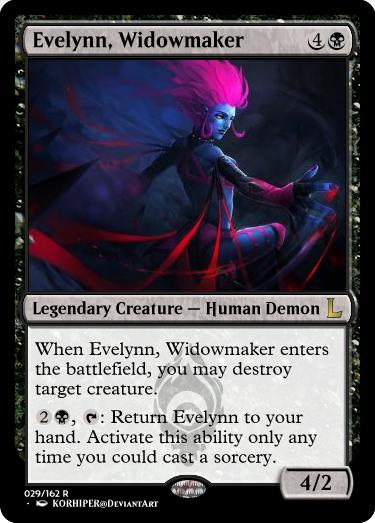 Evelynn, Widowmaker 4
Legendary Creature — Human Demon L
When Evelynn, Widowmaker enters
the battlefield, you may destroy
target creature.
2 , : Return Evelynn to your
hand. Activate this ability only any
time you could cast a sorcery.
4/2
029/162 R
• KORHIPER@DEVIANTART